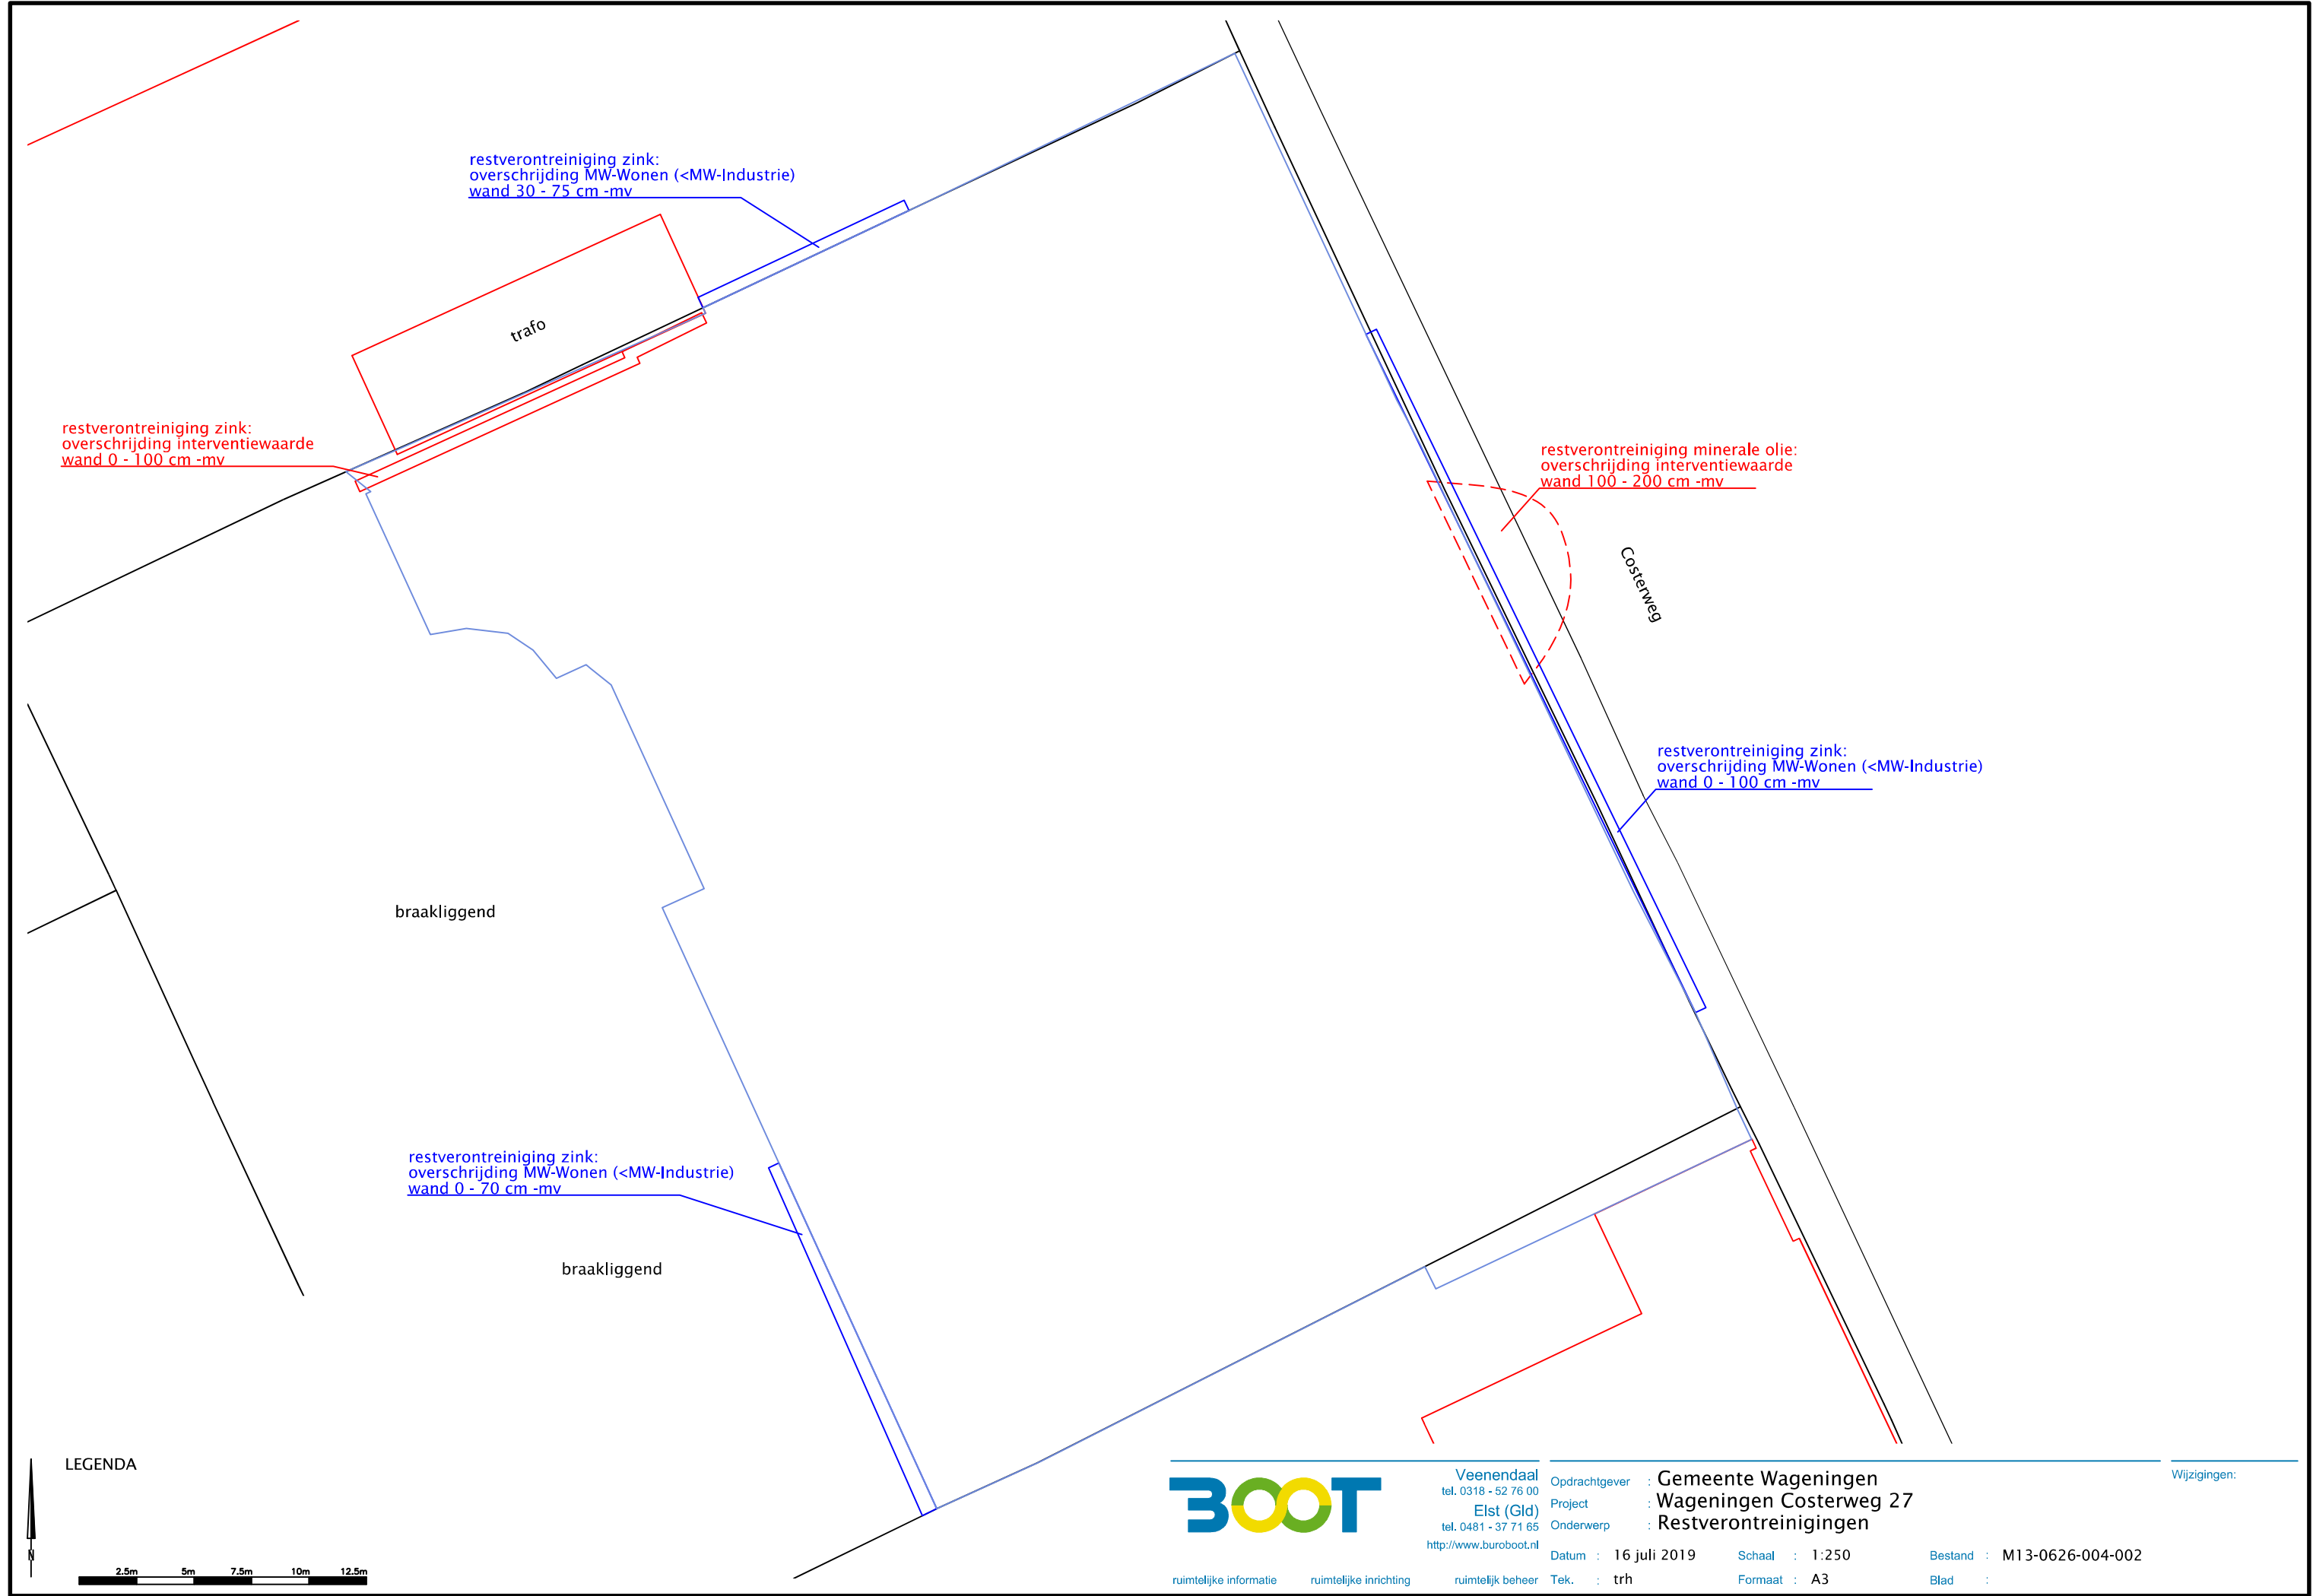 restverontreiniging zink:
overschrijding MW-Wonen (<MW-Industrie)
wand 30 - 75 cm -mv
trafo
restverontreiniging zink:
overschrijding interventiewaarde
wand 0 - 100 cm -mv
restverontreiniging minerale olie:
overschrijding interventiewaarde
wand 100 - 200 cm -mv
Costerweg
restverontreiniging zink:
overschrijding MW-Wonen (<MW-Industrie)
wand 0 - 100 cm -mv
braakliggend
restverontreiniging zink:
overschrijding MW-Wonen (<MW-Industrie)
wand 0 - 70 cm -mv
braakliggend
LEGENDA
N
2.5m 5m 7.5m 10m 12.5m
BOOT
Veenendaal
tel. 0318 - 52 76 00
Elst (Gld)
tel. 0481 - 37 71 65
http://www.buroboot.nl
ruimtelijke informatie ruimtelijke inrichting ruimtelijk beheer
Opdrachtgever : Gemeente Wageningen
Project : Wageningen Costerweg 27
Onderwerp : Restverontreinigingen
Datum : 16 juli 2019 Schaal : 1:250 Bestand : M13-0626-004-002
Tek. : trh Formaat : A3 Blad :
Wijzigingen: